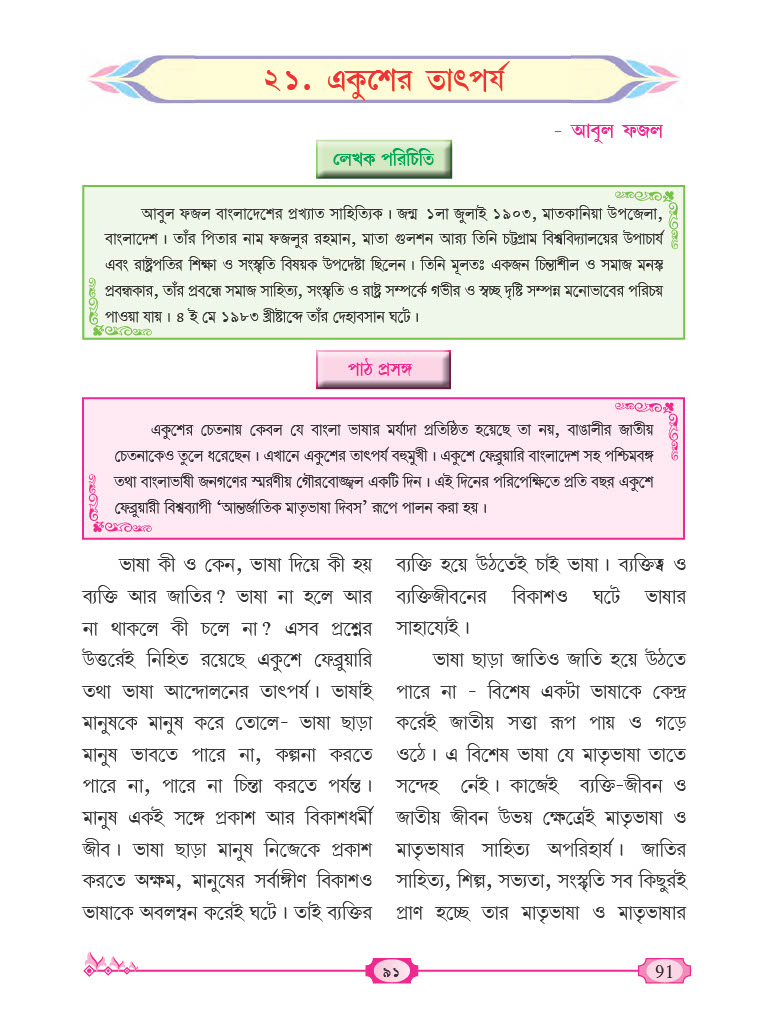 ২১. একুশের তাৎপর্য
- আবুল ফজল
লেখক পরিচিতি
আবুল ফজল বাংলাদেশের প্রখ্যাত সাহিত্যিক। জন্ম ১লা জুলাই ১৯০৩, মাতকানিয়া উপজেলা,
বাংলাদেশ। তাঁর পিতার নাম ফজলুর রহমান, মাতা গুলশন আর‍্য তিনি চট্টগ্রাম বিশ্ববিদ্যালয়ের উপাচার্য
এবং রাষ্ট্রপতির শিক্ষা ও সংস্কৃতি বিষয়ক উপদেষ্টা ছিলেন। তিনি মূলতঃ একজন চিন্তাশীল ও সমাজ মনস্ক
প্রবন্ধকার, তাঁর প্রবন্ধে সমাজ সাহিত্য, সংস্কৃতি ও রাষ্ট্র সম্পর্কে গভীর ও স্বচ্ছ দৃষ্টি সম্পন্ন মনোভাবের পরিচয়
পাওয়া যায়। ৪ ই মে ১৯৮৩ খ্রীষ্টাব্দে তাঁর দেহাবসান ঘটে।
পাঠ প্রসঙ্গ
একুশের চেতনায় কেবল যে বাংলা ভাষার মর্যাদা প্রতিষ্ঠিত হয়েছে তা নয়, বাঙালীর জাতীয়
চেতনাকেও তুলে ধরেছেন। এখানে একুশের তাৎপর্য বহুমুখী। একুশে ফেব্রুয়ারি বাংলাদেশ সহ পশ্চিমবঙ্গ
তথা বাংলাভাষী জনগণের স্মরণীয় গৌরবোজ্জ্বল একটি দিন। এই দিনের পরিপেক্ষিতে প্রতি বছর একুশে
ফেব্রুয়ারী বিশ্বব্যাপী ‘আন্তর্জাতিক মাতৃভাষা দিবস’ রূপে পালন করা হয়।
ভাষা কী ও কেন, ভাষা দিয়ে কী হয়
ব্যক্তি আর জাতির? ভাষা না হলে আর
না থাকলে কী চলে না? এসব প্রশ্নের
উত্তরেই নিহিত রয়েছে একুশে ফেব্রুয়ারি
তথা ভাষা আন্দোলনের তাৎপর্য। ভাষাই
মানুষকে মানুষ করে তোলে- ভাষা ছাড়া
মানুষ ভাবতে পারে না, কল্পনা করতে
পারে না, পারে না চিন্তা করতে পর্যন্ত।
মানুষ একই সঙ্গে প্রকাশ আর বিকাশধর্মী
জীব। ভাষা ছাড়া মানুষ নিজেকে প্রকাশ
করতে অক্ষম, মানুষের সর্বাঙ্গীণ বিকাশও
ভাষাকে অবলম্বন করেই ঘটে। তাই ব্যক্তির
ব্যক্তি হয়ে উঠতেই চাই ভাষা। ব্যক্তিত্ব ও
ব্যক্তিজীবনের বিকাশও ঘটে ভাষার
সাহায্যেই।
ভাষা ছাড়া জাতিও জাতি হয়ে উঠতে
পারে না - বিশেষ একটা ভাষাকে কেন্দ্র
করেই জাতীয় সত্তা রূপ পায় ও গড়ে
ওঠে। এ বিশেষ ভাষা যে মাতৃভাষা তাতে
সন্দেহ নেই। কাজেই ব্যক্তি-জীবন ও
জাতীয় জীবন উভয় ক্ষেত্রেই মাতৃভাষা ও
মাতৃভাষার সাহিত্য অপরিহার্য। জাতির
সাহিত্য, শিল্প, সভ্যতা, সংস্কৃতি সব কিছুরই
প্রাণ হচ্ছে তার মাতৃভাষা ও মাতৃভাষার
৯১
91